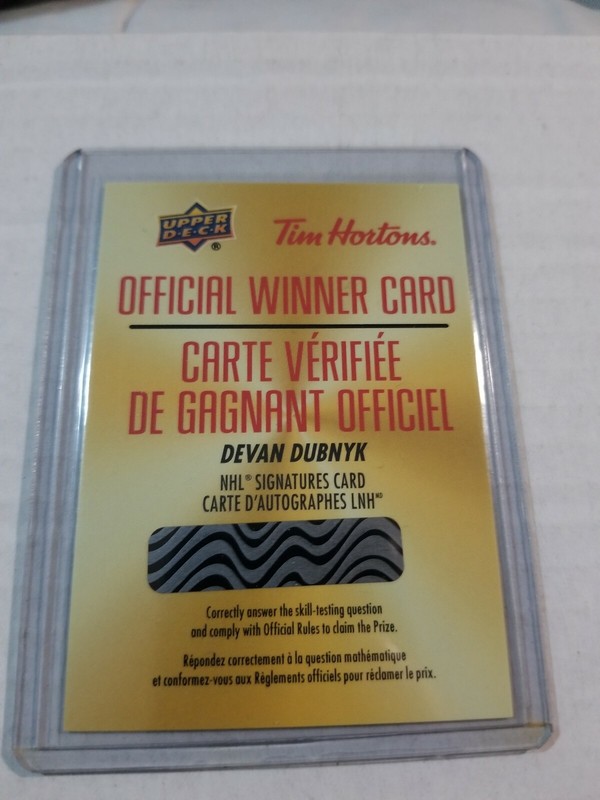 UPPER
D•E•C•K ®
Tim Hortons.
OFFICIAL WINNER CARD
CARTE VÉRIFIÉE
DE GAGNANT OFFICIEL
DEVAN DUBNYK
NHL® SIGNATURES CARD
CARTE D'AUTOGRAPHES LNHᴹᴰ
Correctly answer the skill-testing question
and comply with Official Rules to claim the Prize.
Répondez correctement à la question mathématique
et conformez-vous aux Règlements officiels pour réclamer le prix.